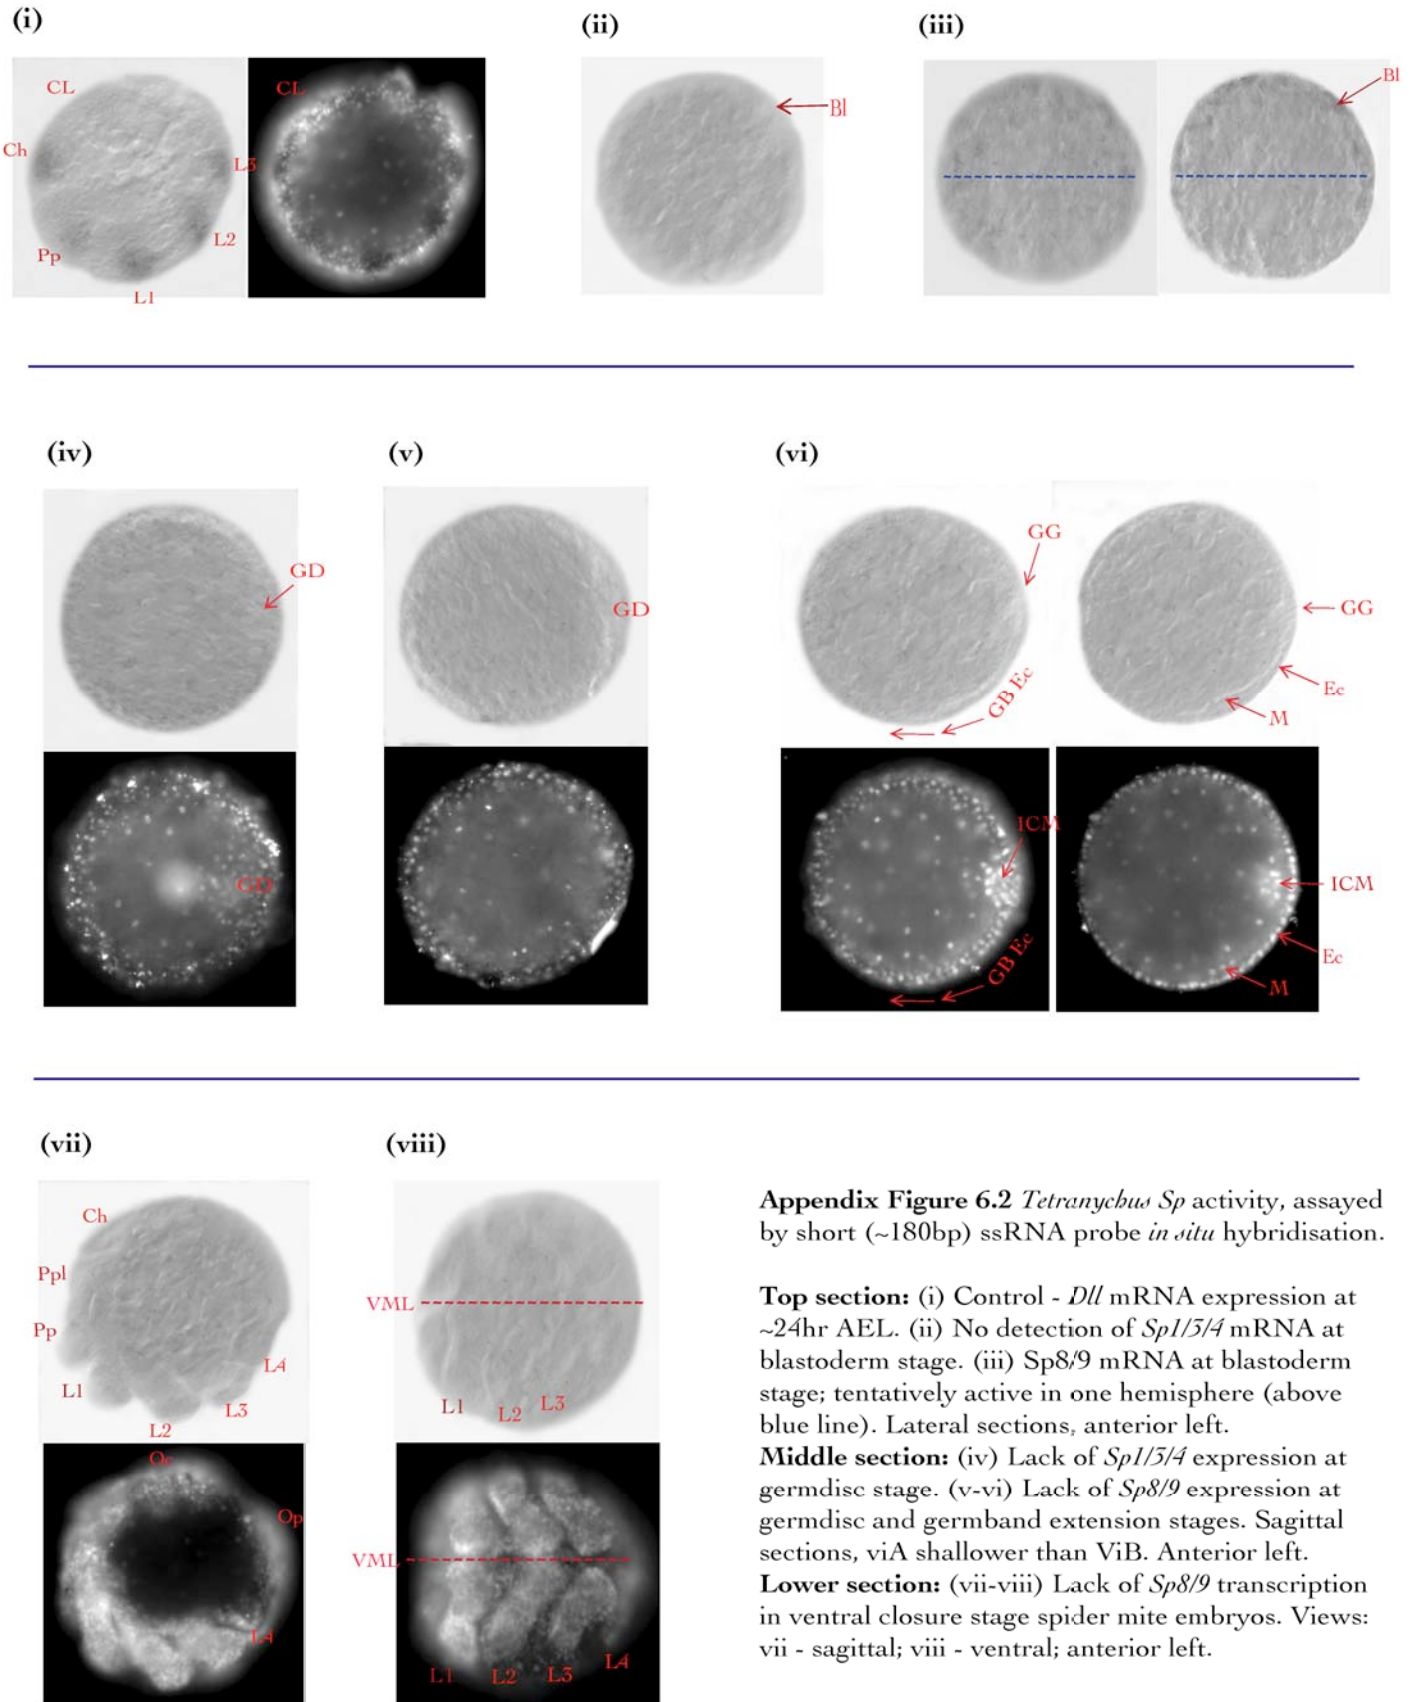 (i)
(ii)
(iii)
CL
CL
Bl
Bl
Ch
L3
L2
Pp
L1
(iv)
(v)
(vi)
GD
GD
GG
GG
GB Ec
Ec
M
GD
ICM
ICM
GB Ec
Ec
M
(vii)
(viii)
Ch
Ppl
Pp
L1
L2
L3
L4
VML
L1
L2
L3
Oc
Op
L4
VML
L1
L2
L3
L4
Appendix Figure 6.2 Tetranychus Sp activity, assayed
by short (~180bp) ssRNA probe in situ hybridisation.
Top section: (i) Control - Dll mRNA expression at
~24hr AEL. (ii) No detection of Sp1/3/4 mRNA at
blastoderm stage. (iii) Sp8/9 mRNA at blastoderm
stage; tentatively active in one hemisphere (above
blue line). Lateral sections, anterior left.
Middle section: (iv) Lack of Sp1/3/4 expression at
germdisc stage. (v-vi) Lack of Sp8/9 expression at
germdisc and germband extension stages. Sagittal
sections, viA shallower than ViB. Anterior left.
Lower section: (vii-viii) Lack of Sp8/9 transcription
in ventral closure stage spider mite embryos. Views:
vii - sagittal; viii - ventral; anterior left.